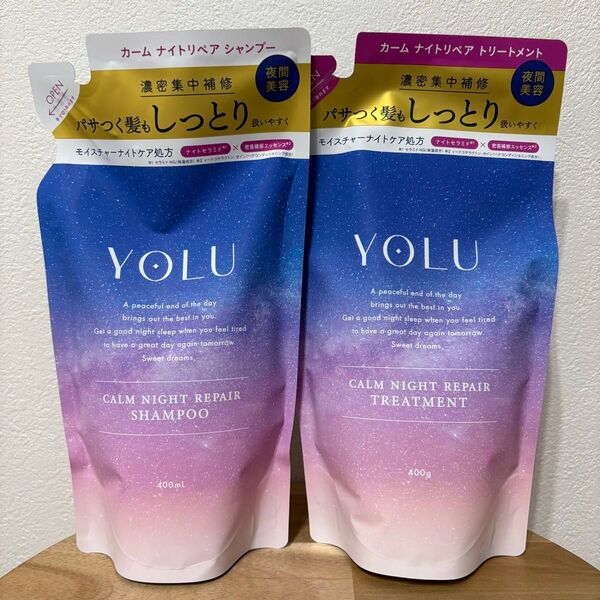 カーム ナイトリペア シャンプー
OPEN
濃密集中補修
夜間
美容
パサつく髪もしっとり扱いやすく
モイスチャーナイトケア処方
ナイトセラミド※1 × 密着補修エッセンス※2
YOLU
A peaceful end of the day
brings out the best in you.
Get a good night sleep when you feel tired
to have a great day again tomorrow.
Sweet dreams,
CALM NIGHT REPAIR
SHAMPOO
400mL
カーム ナイトリペア トリートメント
濃密集中補修
夜間
美容
パサつく髪もしっとり扱いやすく
モイスチャーナイトケア処方
ナイトセラミド※1 × 密着補修エッセンス※2
YOLU
A peaceful end of the day
brings out the best in you.
Get a good night sleep when you feel tired
to have a great day again tomorrow.
Sweet dreams,
CALM NIGHT REPAIR
TREATMENT
400g